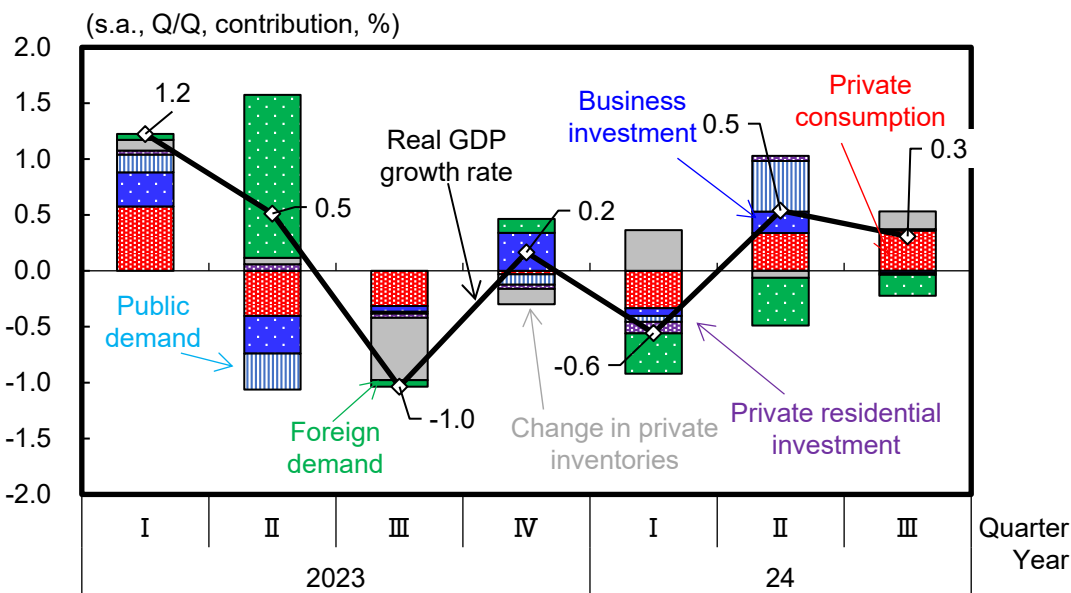 (s.a., Q/Q, contribution, %)
2.0
1.5
1.0
0.5
0.0
-0.5
-1.0
-1.5
-2.0
1.2
0.5
-1.0
0.2
-0.6
0.5
0.3
Real GDP
growth rate
Business
investment
Private
consumption
Public
demand
Foreign
demand
Change in private
inventories
Private residential
investment
Ⅰ Ⅱ Ⅲ Ⅳ Ⅰ Ⅱ Ⅲ Quarter
Year
2023 24